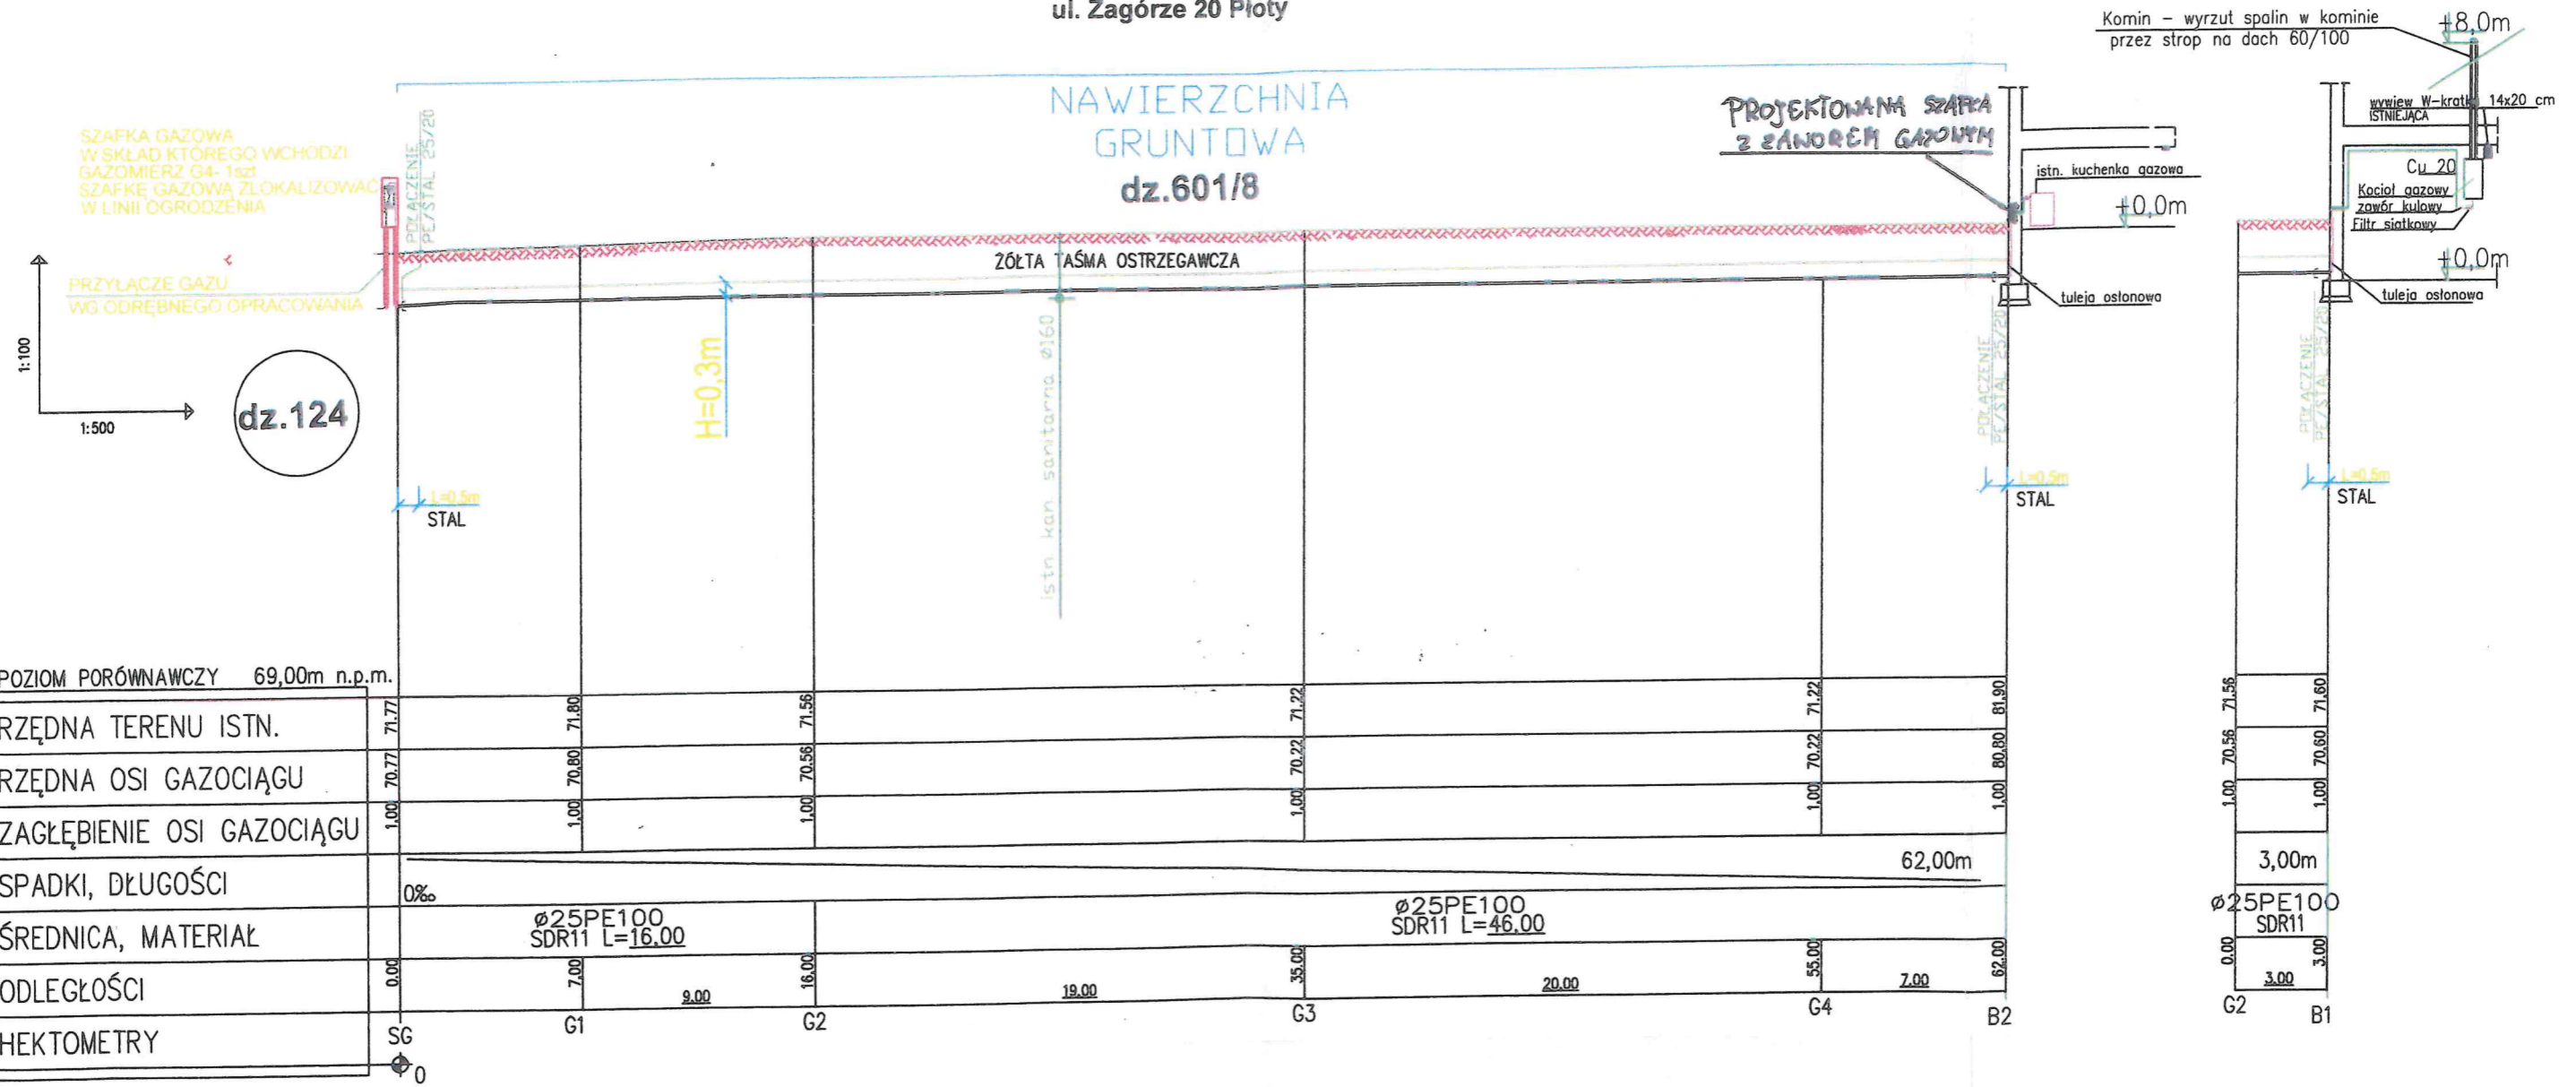 ul. Zagórze 20 Płoty
Komin - wyrzut spalin w kominie
przez strop na dach 60/100
+8,0m
NAWIERZCHNIA
GRUNTOWA
dz.601/8
PROJEKTOWANA SZAFKA
Z ZAWOREM GAZOWYM
wywiew W-kratka 14x20 cm
ISTNIEJĄCA
SZAFKA GAZOWA
W SKŁAD KTÓREGO WCHODZI
GAZOMIERZ G4- 1szt
SZAFKĘ GAZOWĄ ZLOKALIZOWAĆ
W LINII OGRODZENIA
POŁĄCZENIE
PE/STAL 25/20
istn. kuchenka gazowa
+0,0m
Cu 20
Kocioł gazowy
zawór kulowy
Filtr siatkowy
+0,0m
ŻÓŁTA TAŚMA OSTRZEGAWCZA
PRZYŁĄCZE GAZU
WG ODRĘBNEGO OPRACOWANIA
tuleja osłonowa
tuleja osłonowa
1:100
1:500
dz.124
H=0,3m
istn kan sanitarna ø160
POŁĄCZENIE
PE/STAL 25/20
POŁĄCZENIE
PE/STAL 25/20
L=0,5m
STAL
L=0,5m
STAL
L=0,5m
STAL
POZIOM PORÓWNAWCZY 69,00m n.p.m.
RZĘDNA TERENU ISTN. 71.77 71.80 71.56 71.22 71.22 81.90 71.56 71.60
RZĘDNA OSI GAZOCIĄGU 70.77 70.80 70.56 70.22 70.22 80.80 70.56 70.60
ZAGŁĘBIENIE OSI GAZOCIĄGU 1.00 1.00 1.00 1.00 1.00 1.00 1.00 1.00
SPADKI, DŁUGOŚCI 0‰ 62,00m 3,00m
ŚREDNICA, MATERIAŁ
ø25PE100
SDR11 L=16.00
ø25PE100
SDR11 L=46.00
ø25PE100
SDR11
ODLEGŁOŚCI 0.00 7.00 9.00 16.00 19.00 35.00 20.00 55.00 7.00 62.00 0.00 3.00 3.00
HEKTOMETRY
SG G1 G2 G3 G4 B2 G2 B1
0